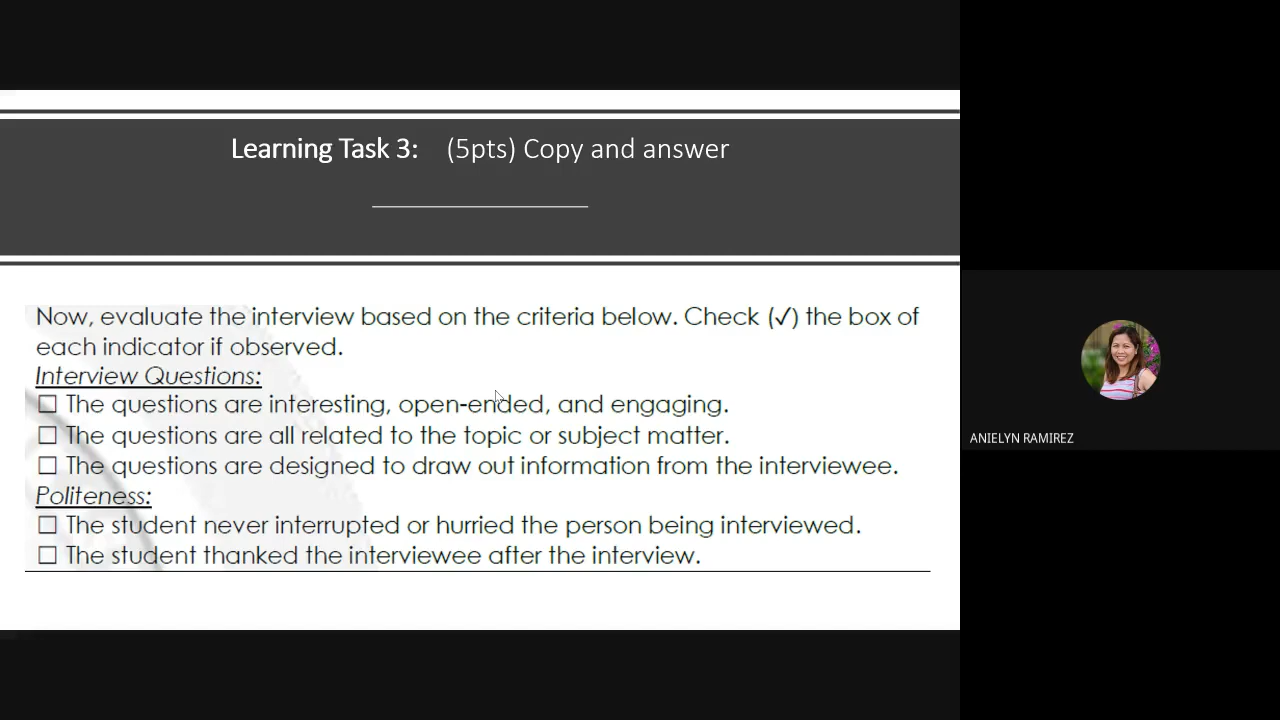 Learning Task 3: (5pts) Copy and answer
Now, evaluate the interview based on the criteria below. Check (✓) the box of
each indicator if observed.
Interview Questions:
☐ The questions are interesting, open-ended, and engaging.
☐ The questions are all related to the topic or subject matter.
☐ The questions are designed to draw out information from the interviewee.
Politeness:
☐ The student never interrupted or hurried the person being interviewed.
☐ The student thanked the interviewee after the interview.
ANIELYN RAMIREZ